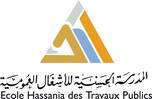 المدرسة الحسنية للأشغال العمومية
Ecole Hassania des Travaux Publics